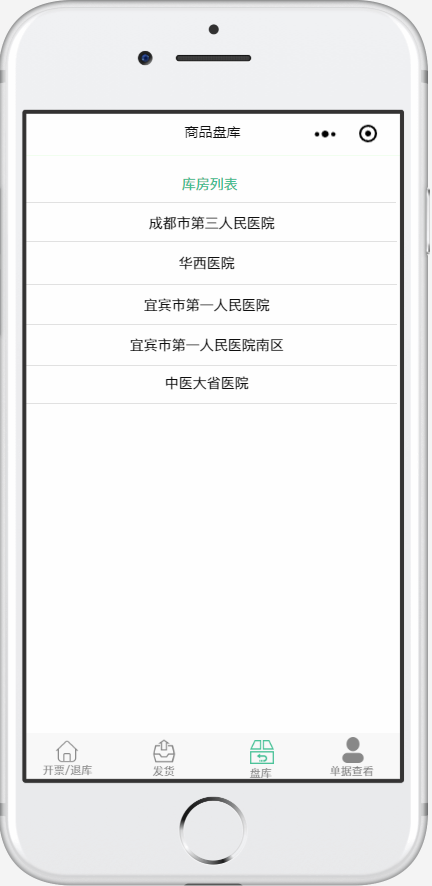 商品盘库
库房列表
成都市第三人民医院
华西医院
宜宾市第一人民医院
宜宾市第一人民医院南区
中医大省医院
开票/退库
发货
盘库
单据查看